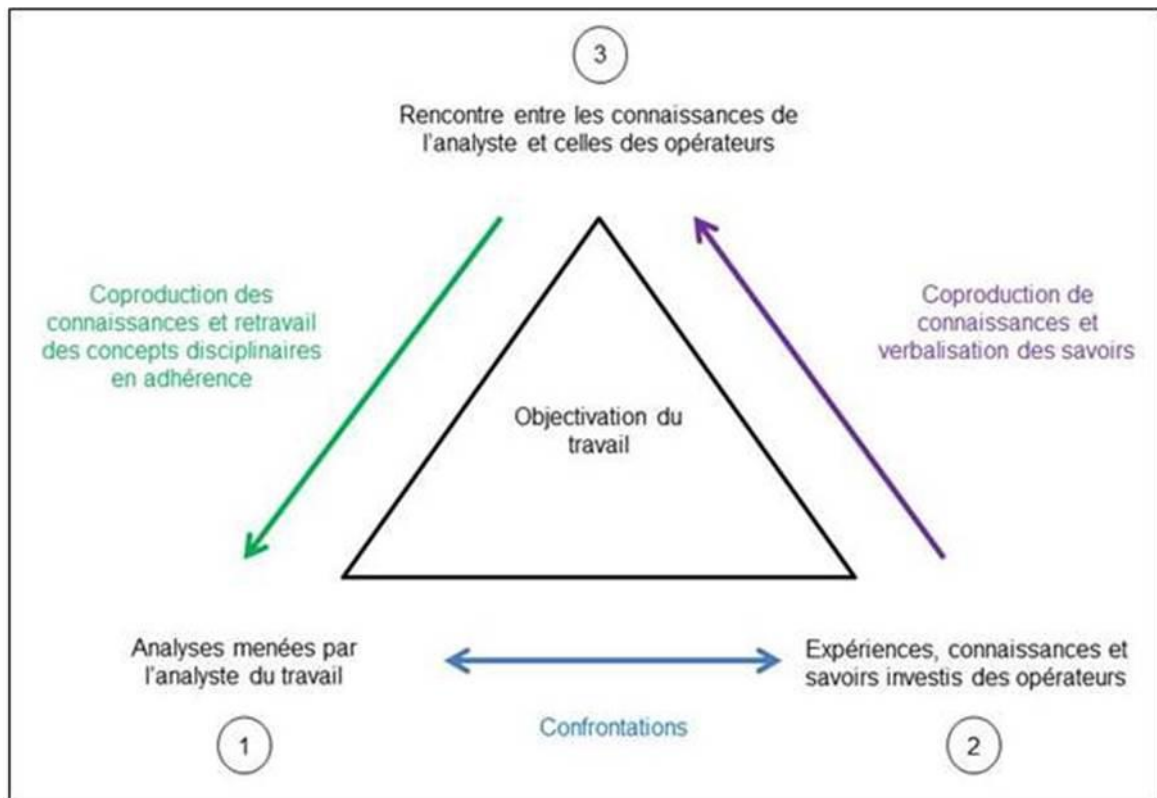 3
Rencontre entre les connaissances de
l'analyste et celles des opérateurs
Coproduction des
connaissances et retravail
des concepts disciplinaires
en adhérence
Coproduction de
connaissances et
verbalisation des savoirs
Objectivation du
travail
Analyses menées par
l'analyste du travail
1
Confrontations
Expériences, connaissances et
savoirs investis des opérateurs
2